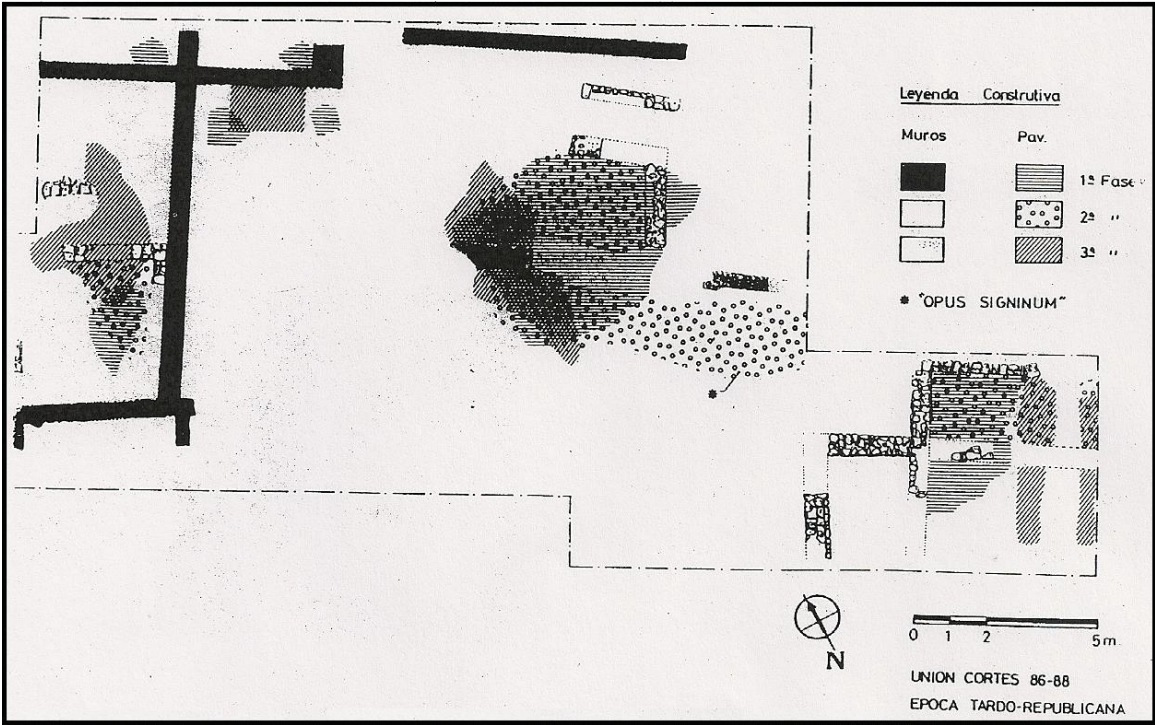 Leyenda Construtiva
Muros Pav.
1ª Fase
2ª "
3ª "
* "OPUS SIGNINUM"
*
N
0 1 2 5 m.
UNION CORTES 86-88
EPOCA TARDO-REPUBLICANA